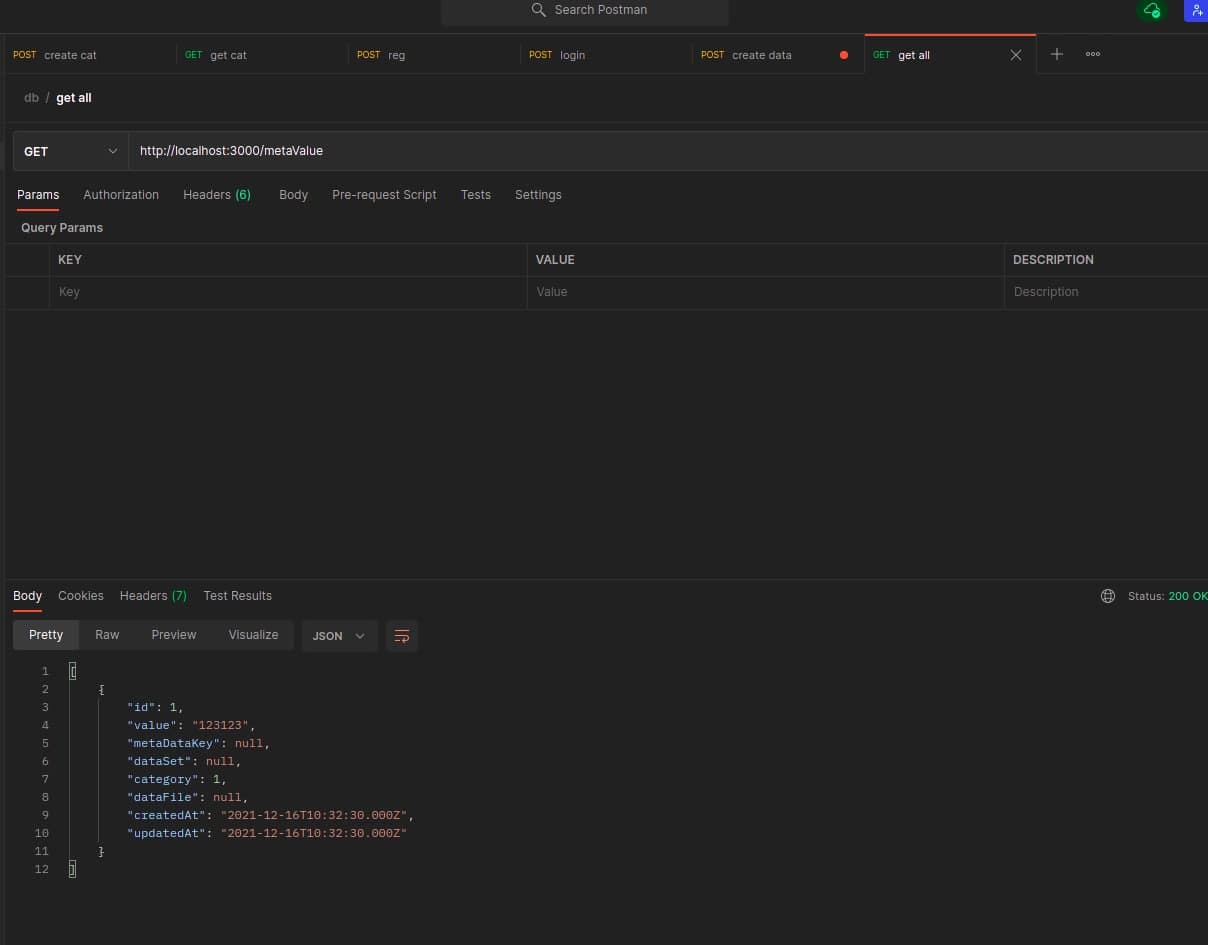 Search Postman
POST create cat GET get cat POST reg POST login POST create data GET get all
db / get all
GET http://localhost:3000/metaValue
Params Authorization Headers (6) Body Pre-request Script Tests Settings
Query Params
KEY VALUE DESCRIPTION
Key Value Description
Body Cookies Headers (7) Test Results Status: 200 OK
Pretty Raw Preview Visualize JSON
1 [
2 {
3 "id": 1,
4 "value": "123123",
5 "metaDataKey": null,
6 "dataSet": null,
7 "category": 1,
8 "dataFile": null,
9 "createdAt": "2021-12-16T10:32:30.000Z",
10 "updatedAt": "2021-12-16T10:32:30.000Z"
11 }
12 ]